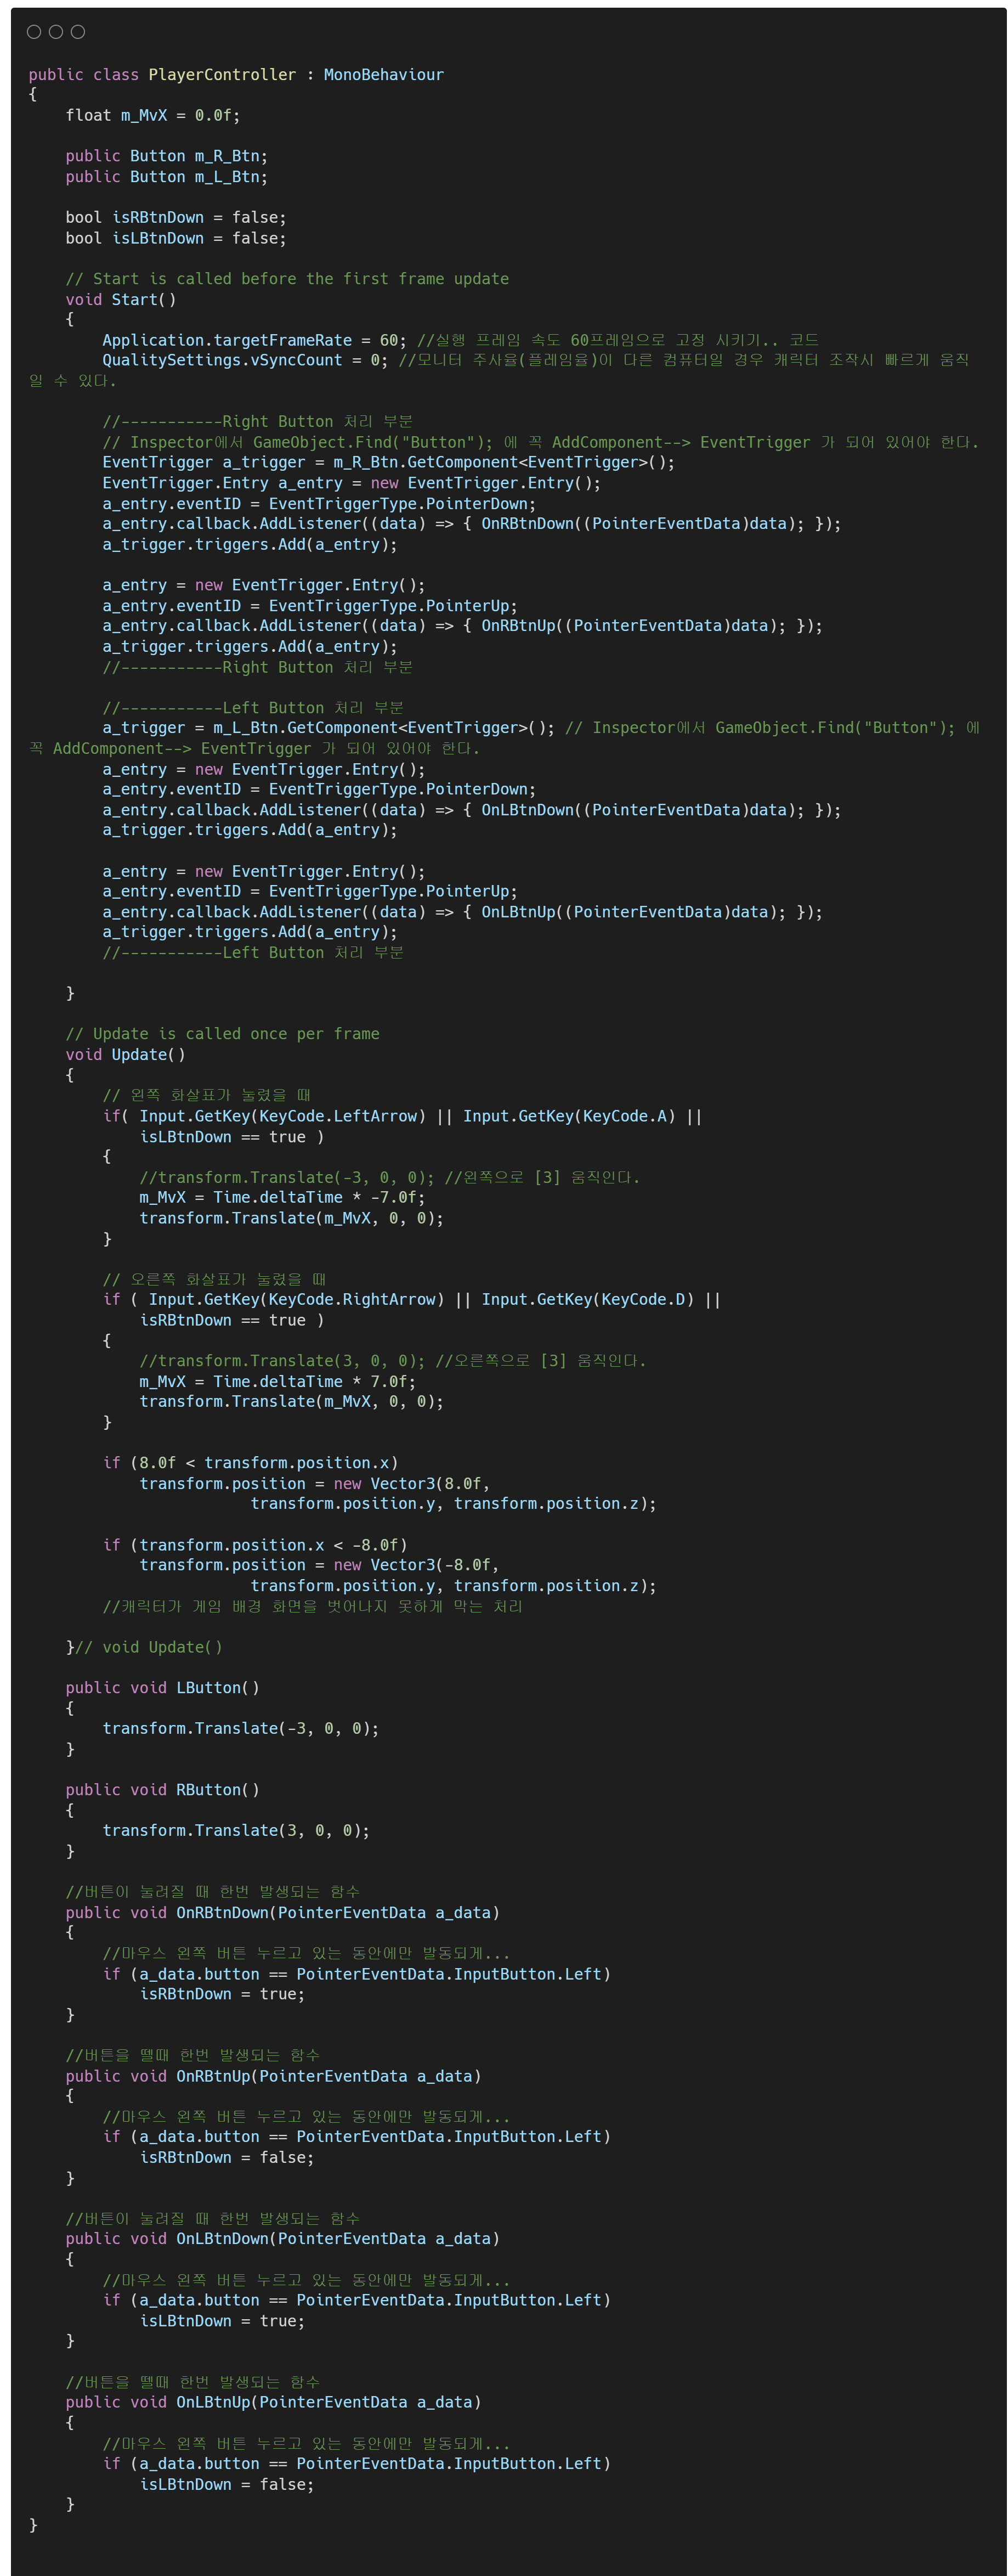 public class PlayerController : MonoBehaviour
{
    float m_MvX = 0.0f;

    public Button m_R_Btn;
    public Button m_L_Btn;

    bool isRBtnDown = false;
    bool isLBtnDown = false;

    // Start is called before the first frame update
    void Start()
    {
        Application.targetFrameRate = 60; //실행 프레임 속도 60프레임으로 고정 시키기.. 코드
        QualitySettings.vSyncCount = 0; //모니터 주사율(플레임율)이 다른 컴퓨터일 경우 캐릭터 조작시 빠르게 움직
일 수 있다.

        //-----------Right Button 처리 부분
        // Inspector에서 GameObject.Find("Button"); 에 꼭 AddComponent--> EventTrigger 가 되어 있어야 한다.
        EventTrigger a_trigger = m_R_Btn.GetComponent<EventTrigger>();
        EventTrigger.Entry a_entry = new EventTrigger.Entry();
        a_entry.eventID = EventTriggerType.PointerDown;
        a_entry.callback.AddListener((data) => { OnRBtnDown((PointerEventData)data); });
        a_trigger.triggers.Add(a_entry);

        a_entry = new EventTrigger.Entry();
        a_entry.eventID = EventTriggerType.PointerUp;
        a_entry.callback.AddListener((data) => { OnRBtnUp((PointerEventData)data); });
        a_trigger.triggers.Add(a_entry);
        //-----------Right Button 처리 부분

        //-----------Left Button 처리 부분
        a_trigger = m_L_Btn.GetComponent<EventTrigger>(); // Inspector에서 GameObject.Find("Button"); 에
꼭 AddComponent--> EventTrigger 가 되어 있어야 한다.
        a_entry = new EventTrigger.Entry();
        a_entry.eventID = EventTriggerType.PointerDown;
        a_entry.callback.AddListener((data) => { OnLBtnDown((PointerEventData)data); });
        a_trigger.triggers.Add(a_entry);

        a_entry = new EventTrigger.Entry();
        a_entry.eventID = EventTriggerType.PointerUp;
        a_entry.callback.AddListener((data) => { OnLBtnUp((PointerEventData)data); });
        a_trigger.triggers.Add(a_entry);
        //-----------Left Button 처리 부분

    }

    // Update is called once per frame
    void Update()
    {
        // 왼쪽 화살표가 눌렸을 때
        if( Input.GetKey(KeyCode.LeftArrow) || Input.GetKey(KeyCode.A) ||
            isLBtnDown == true )
        {
            //transform.Translate(-3, 0, 0); //왼쪽으로 [3] 움직인다.
            m_MvX = Time.deltaTime * -7.0f;
            transform.Translate(m_MvX, 0, 0);
        }

        // 오른쪽 화살표가 눌렸을 때
        if ( Input.GetKey(KeyCode.RightArrow) || Input.GetKey(KeyCode.D) ||
            isRBtnDown == true )
        {
            //transform.Translate(3, 0, 0); //오른쪽으로 [3] 움직인다.
            m_MvX = Time.deltaTime * 7.0f;
            transform.Translate(m_MvX, 0, 0);
        }

        if (8.0f < transform.position.x)
            transform.position = new Vector3(8.0f,
                        transform.position.y, transform.position.z);

        if (transform.position.x < -8.0f)
            transform.position = new Vector3(-8.0f,
                        transform.position.y, transform.position.z);
        //캐릭터가 게임 배경 화면을 벗어나지 못하게 막는 처리

    }// void Update()

    public void LButton()
    {
        transform.Translate(-3, 0, 0);
    }

    public void RButton()
    {
        transform.Translate(3, 0, 0);
    }

    //버튼이 눌려질 때 한번 발생되는 함수
    public void OnRBtnDown(PointerEventData a_data)
    {
        //마우스 왼쪽 버튼 누르고 있는 동안에만 발동되게...
        if (a_data.button == PointerEventData.InputButton.Left)
            isRBtnDown = true;
    }

    //버튼을 뗄때 한번 발생되는 함수
    public void OnRBtnUp(PointerEventData a_data)
    {
        //마우스 왼쪽 버튼 누르고 있는 동안에만 발동되게...
        if (a_data.button == PointerEventData.InputButton.Left)
            isRBtnDown = false;
    }

    //버튼이 눌려질 때 한번 발생되는 함수
    public void OnLBtnDown(PointerEventData a_data)
    {
        //마우스 왼쪽 버튼 누르고 있는 동안에만 발동되게...
        if (a_data.button == PointerEventData.InputButton.Left)
            isLBtnDown = true;
    }

    //버튼을 뗄때 한번 발생되는 함수
    public void OnLBtnUp(PointerEventData a_data)
    {
        //마우스 왼쪽 버튼 누르고 있는 동안에만 발동되게...
        if (a_data.button == PointerEventData.InputButton.Left)
            isLBtnDown = false;
    }
}